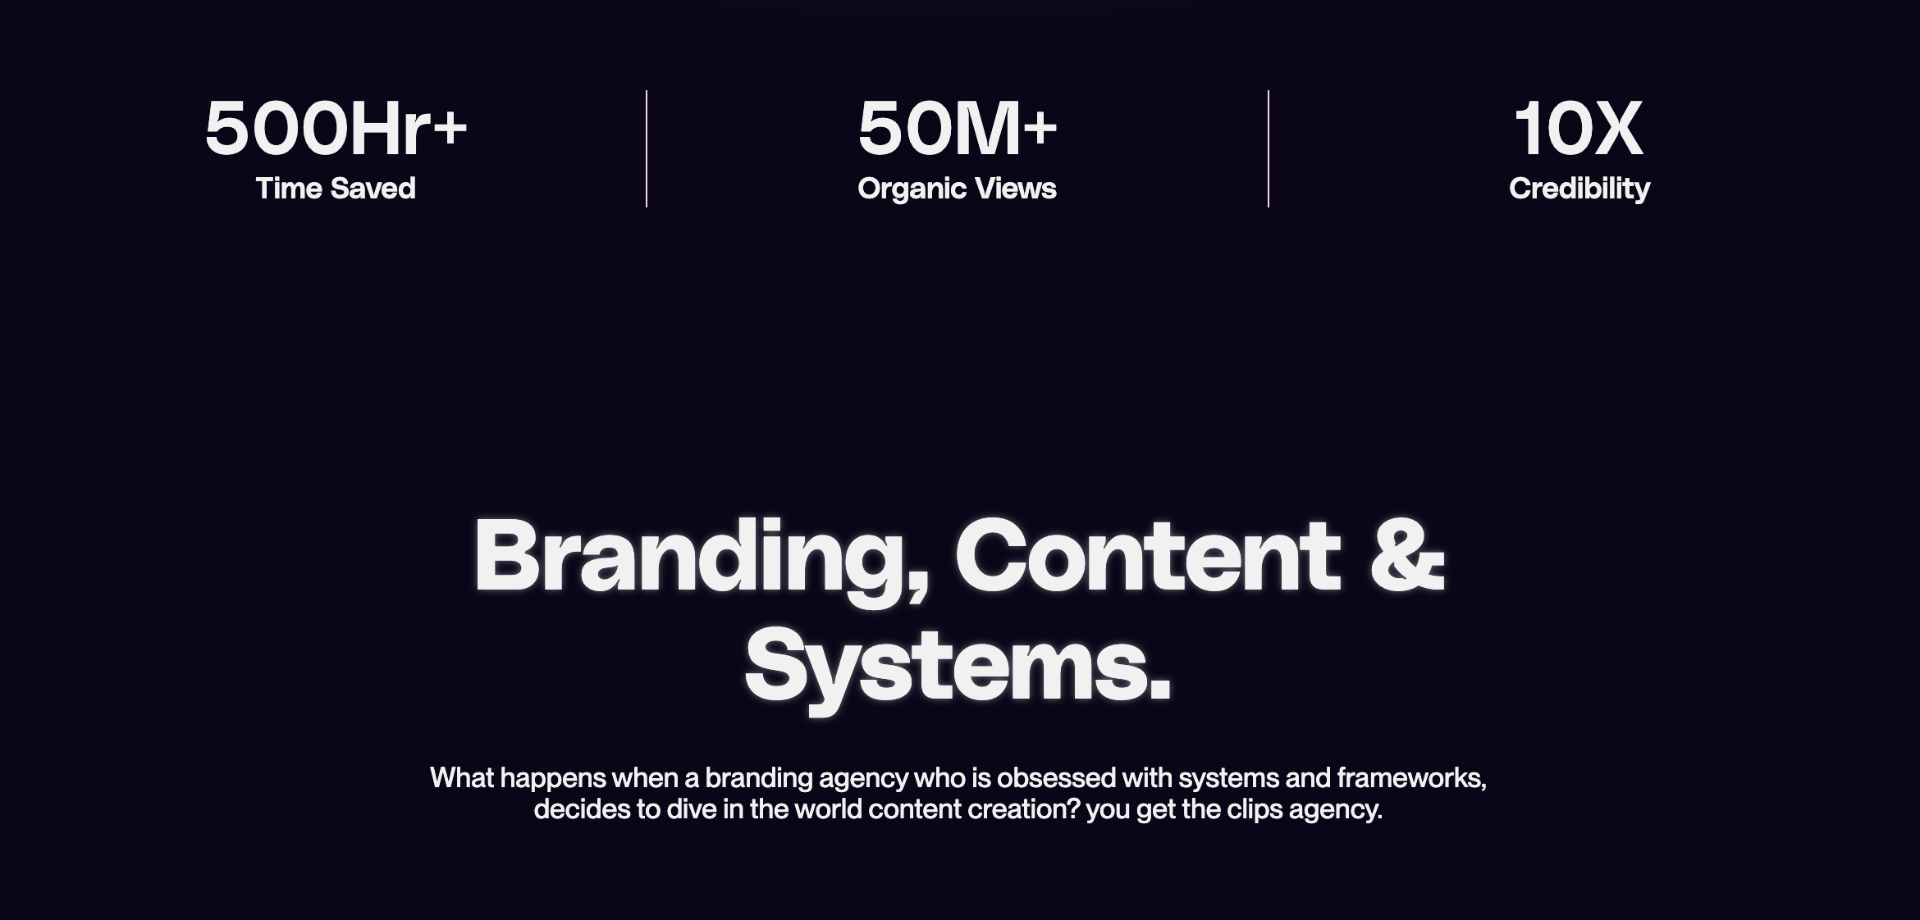 500Hr+
Time Saved
50M+
Organic Views
10X
Credibility
Branding, Content &
Systems.
What happens when a branding agency who is obsessed with systems and frameworks,
decides to dive in the world content creation? you get the clips agency.